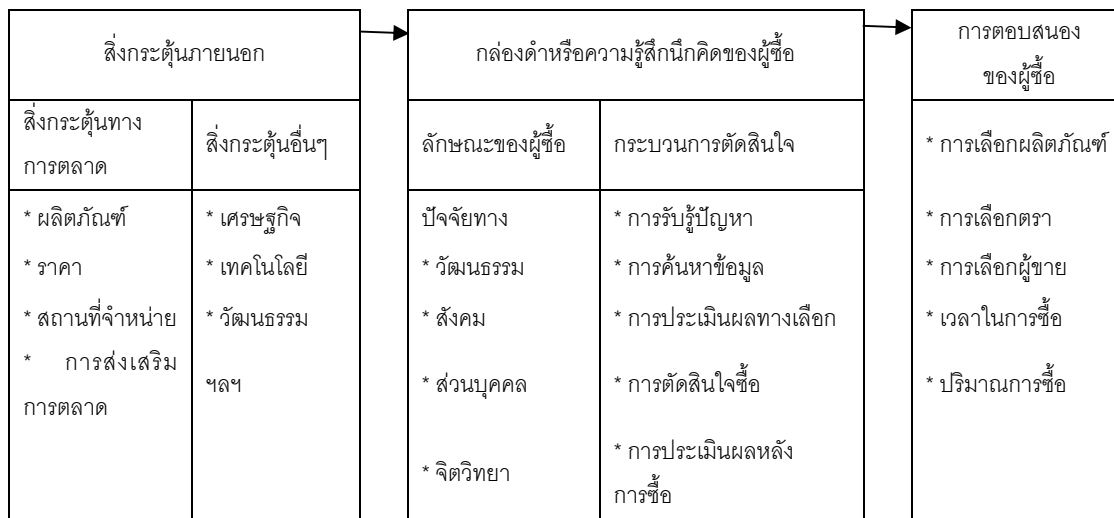 สิ่งกระตุ้นภายนอก
สิ่งกระตุ้นทาง
การตลาด
สิ่งกระตุ้นอื่นๆ
* ผลิตภัณฑ์
* ราคา
* สถานที่จำหน่าย
* การส่งเสริม
การตลาด
* เศรษฐกิจ
* เทคโนโลยี
* วัฒนธรรม
ฯลฯ
กล่องดำหรือความรู้สึกนึกคิดของผู้ซื้อ
ลักษณะของผู้ซื้อ
ปัจจัยทาง
* วัฒนธรรม
* สังคม
* ส่วนบุคคล
* จิตวิทยา
กระบวนการตัดสินใจ
* การรับรู้ปัญหา
* การค้นหาข้อมูล
* การประเมินผลทางเลือก
* การตัดสินใจซื้อ
* การประเมินผลหลัง
การซื้อ
การตอบสนอง
ของผู้ซื้อ
* การเลือกผลิตภัณฑ์
* การเลือกตรา
* การเลือกผู้ขาย
* เวลาในการซื้อ
* ปริมาณการซื้อ